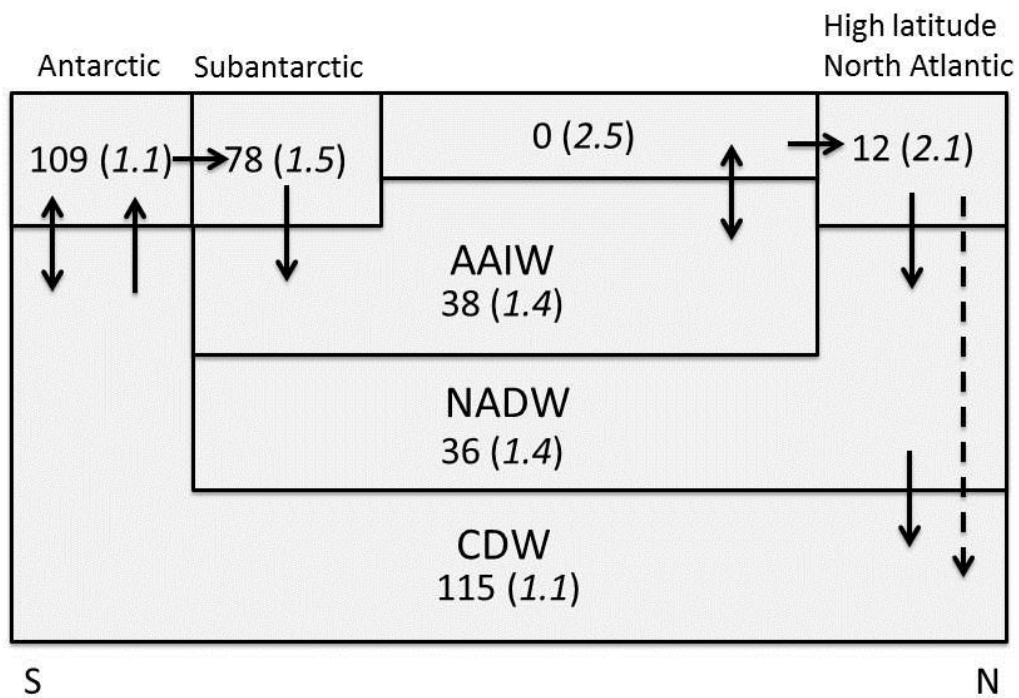 High latitude
Antarctic Subantarctic North Atlantic
109 (1.1) 78 (1.5) 0 (2.5) 12 (2.1)
AAIW
38 (1.4)
NADW
36 (1.4)
CDW
115 (1.1)
S N